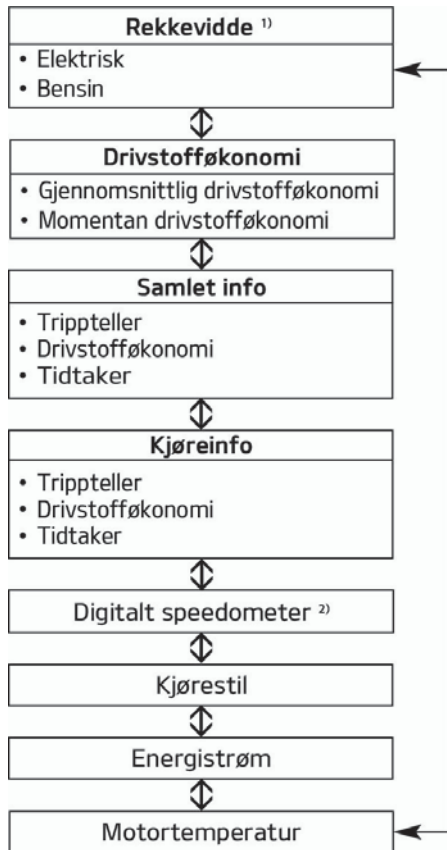 Rekkevidde ¹⁾
• Elektrisk
• Bensin
Drivstofføkonomi
• Gjennomsnittlig drivstofføkonomi
• Momentan drivstofføkonomi
Samlet info
• Trippteller
• Drivstofføkonomi
• Tidtaker
Kjøreinfo
• Trippteller
• Drivstofføkonomi
• Tidtaker
Digitalt speedometer ²⁾
Kjørestil
Energistrøm
Motortemperatur